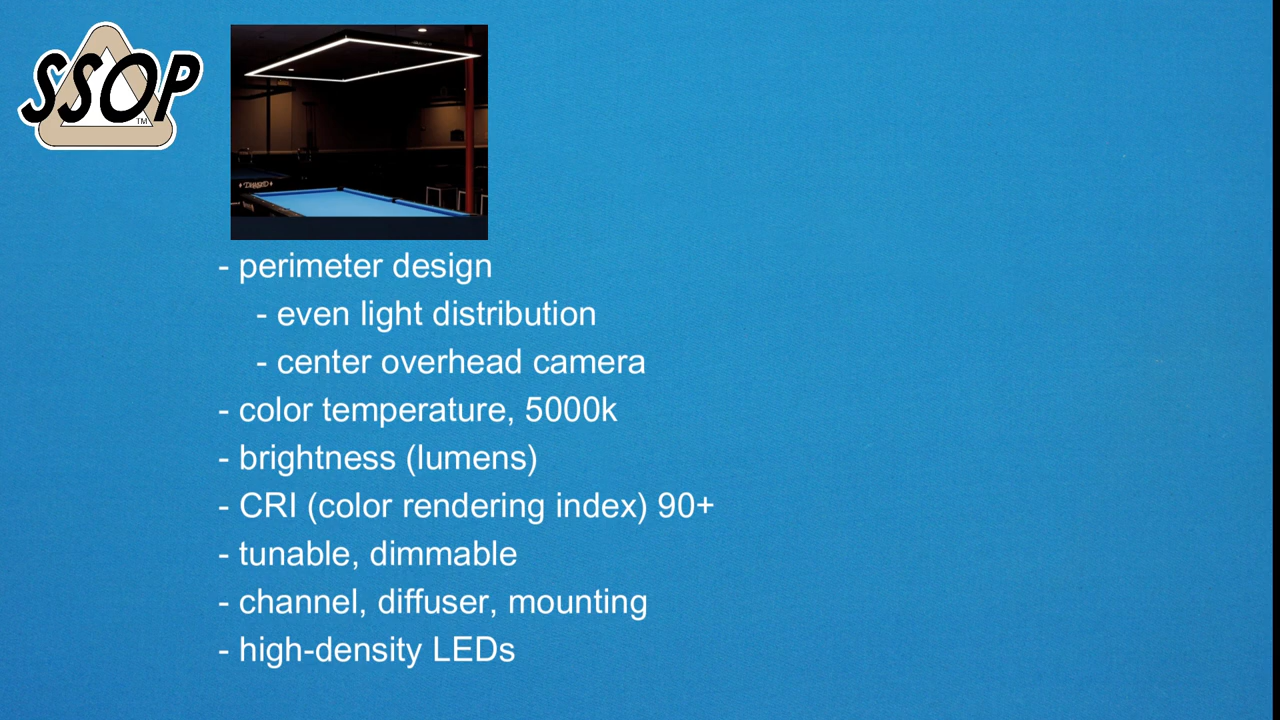 SSOP
TM
DIAMOND
- perimeter design
- even light distribution
- center overhead camera
- color temperature, 5000k
- brightness (lumens)
- CRI (color rendering index) 90+
- tunable, dimmable
- channel, diffuser, mounting
- high-density LEDs